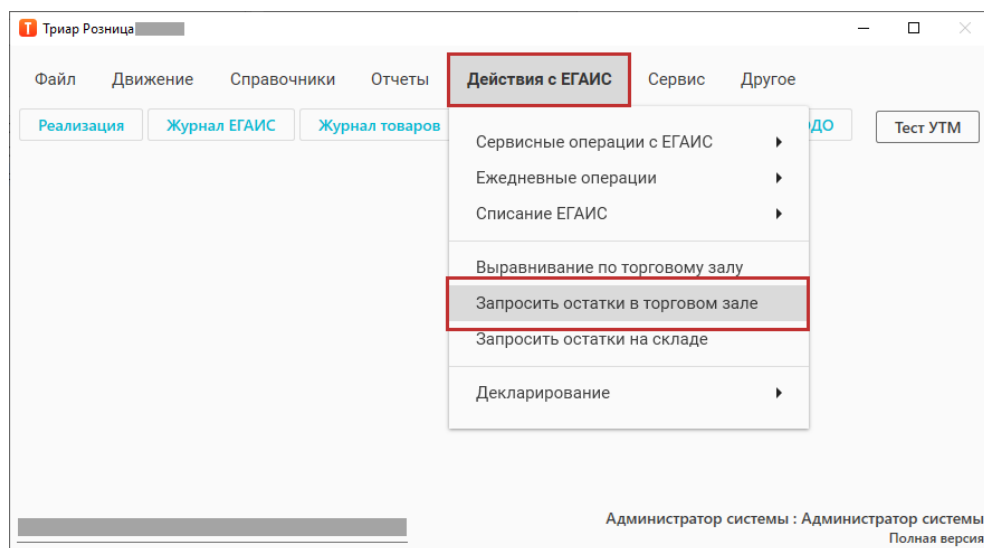 Триар Розница
Файл Движение Справочники Отчеты Действия с ЕГАИС Сервис Другое
Реализация Журнал ЕГАИС Журнал товаров Тест УТМ
Сервисные операции с ЕГАИС
Ежедневные операции
Списание ЕГАИС
Выравнивание по торговому залу
Запросить остатки в торговом зале
Запросить остатки на складе
Декларирование
Администратор системы : Администратор системы
Полная версия